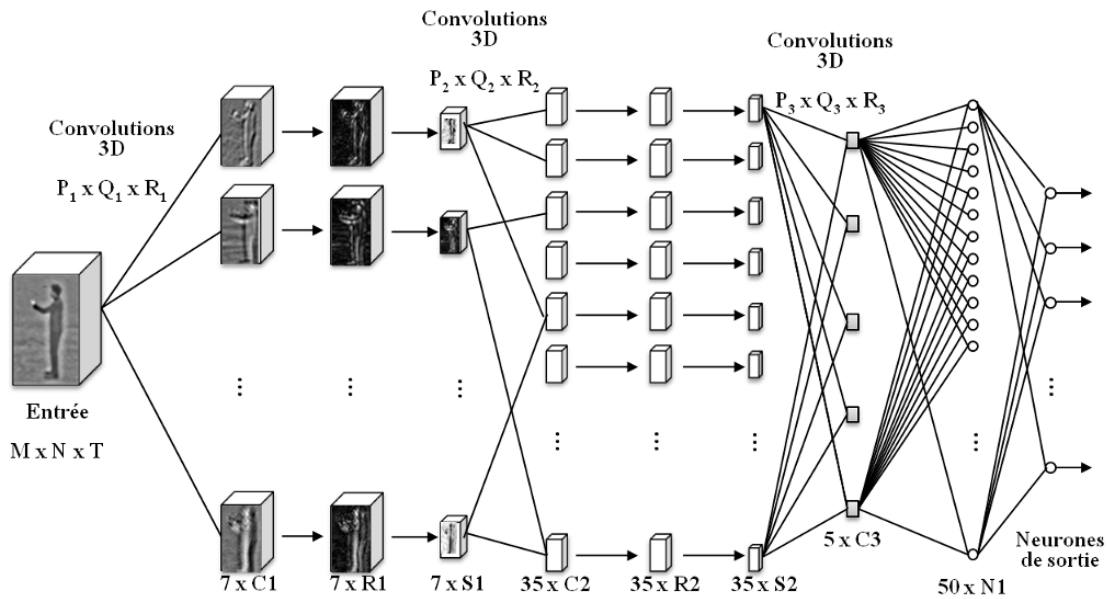 Convolutions
3D
P₁ x Q₁ x R₁
Entrée
M x N x T
Convolutions
3D
P₂ x Q₂ x R₂
Convolutions
3D
P₃ x Q₃ x R₃
7 x C1
7 x R1
7 x S1
35 x C2
35 x R2
35 x S2
5 x C3
50 x N1
Neurones
de sortie